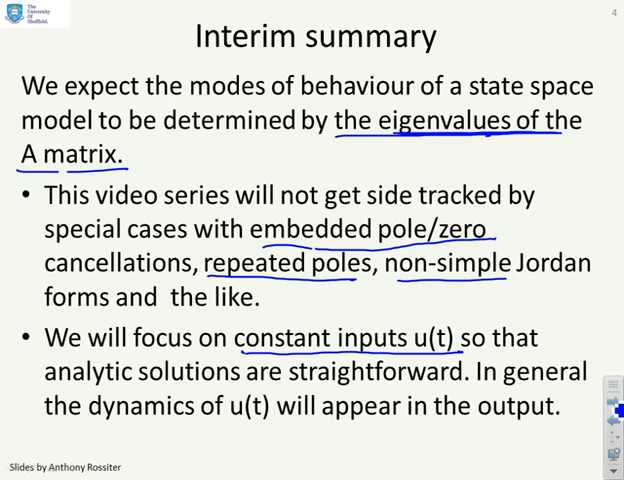 The
University
Of
Sheffield.
4
Interim summary
We expect the modes of behaviour of a state space
model to be determined by the eigenvalues of the
A matrix.
• This video series will not get side tracked by
special cases with embedded pole/zero
cancellations, repeated poles, non-simple Jordan
forms and the like.
• We will focus on constant inputs u(t) so that
analytic solutions are straightforward. In general
the dynamics of u(t) will appear in the output.
Slides by Anthony Rossiter